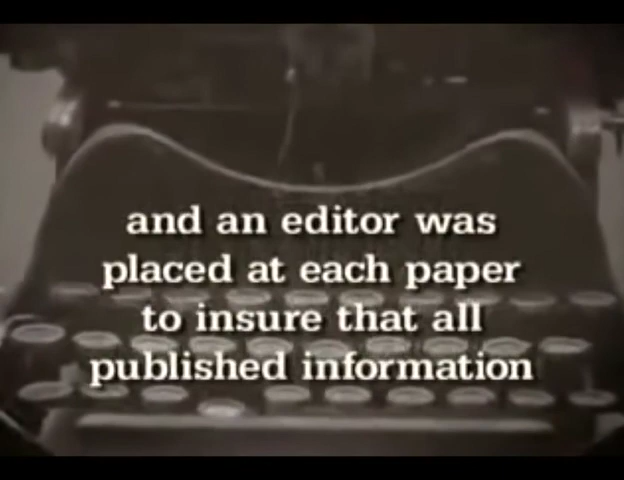 and an editor was
placed at each paper
to insure that all
published information